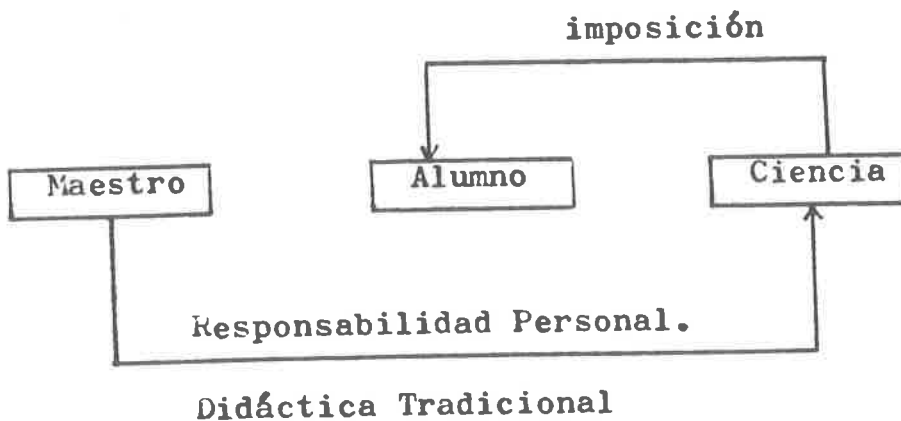 imposición
Maestro
Alumno
Ciencia
Responsabilidad Personal.
Didáctica Tradicional